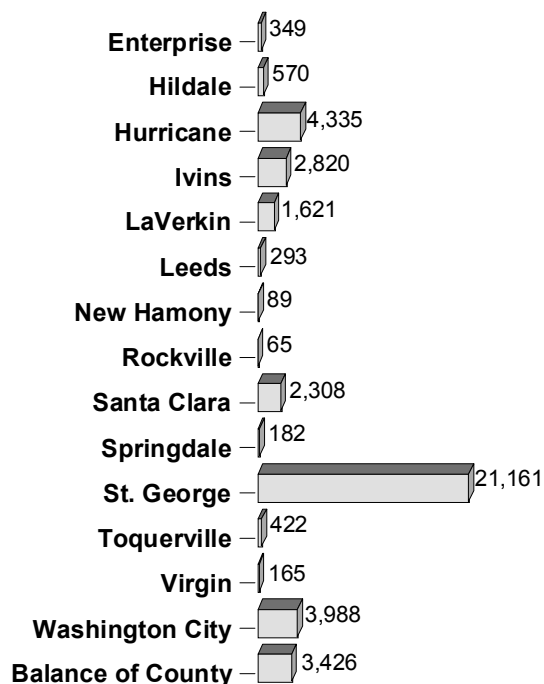 Enterprise 349
Hildale 570
Hurricane 4,335
Ivins 2,820
LaVerkin 1,621
Leeds 293
New Hamony 89
Rockville 65
Santa Clara 2,308
Springdale 182
St. George 21,161
Toquerville 422
Virgin 165
Washington City 3,988
Balance of County 3,426